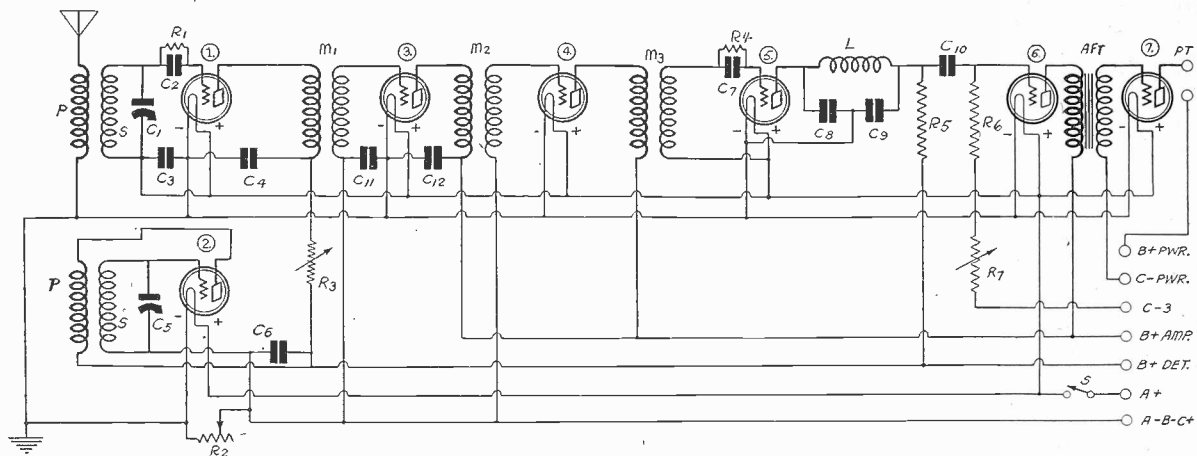 R1
1.
M1
3.
M2
4.
M3
R4
5.
L
C10
6.
AFT
7.
PT
P
S
C1
C2
C7
C8
C9
R5
R6
C3
C4
C11
C12
- +
- +
- +
- +
- +
- +
2.
R3
R7
B+PWR.
C-PWR.
C-3
P
S
C5
- +
C6
B+AMP.
B+DET.
S
A+
R2
A-B-C+